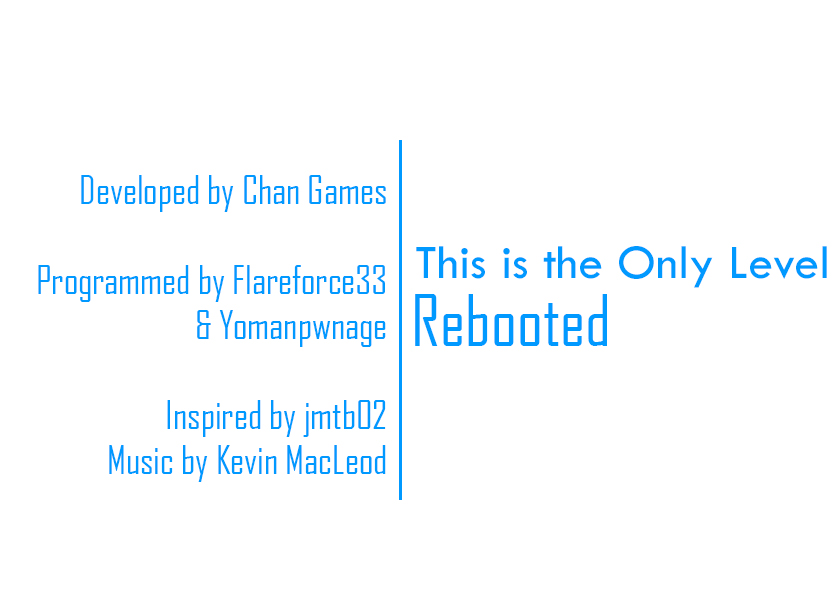 Developed by Chan Games
Programmed by Flareforce33
& Yomanpwnage
Inspired by jmtb02
Music by Kevin MacLeod
This is the Only Level
Rebooted